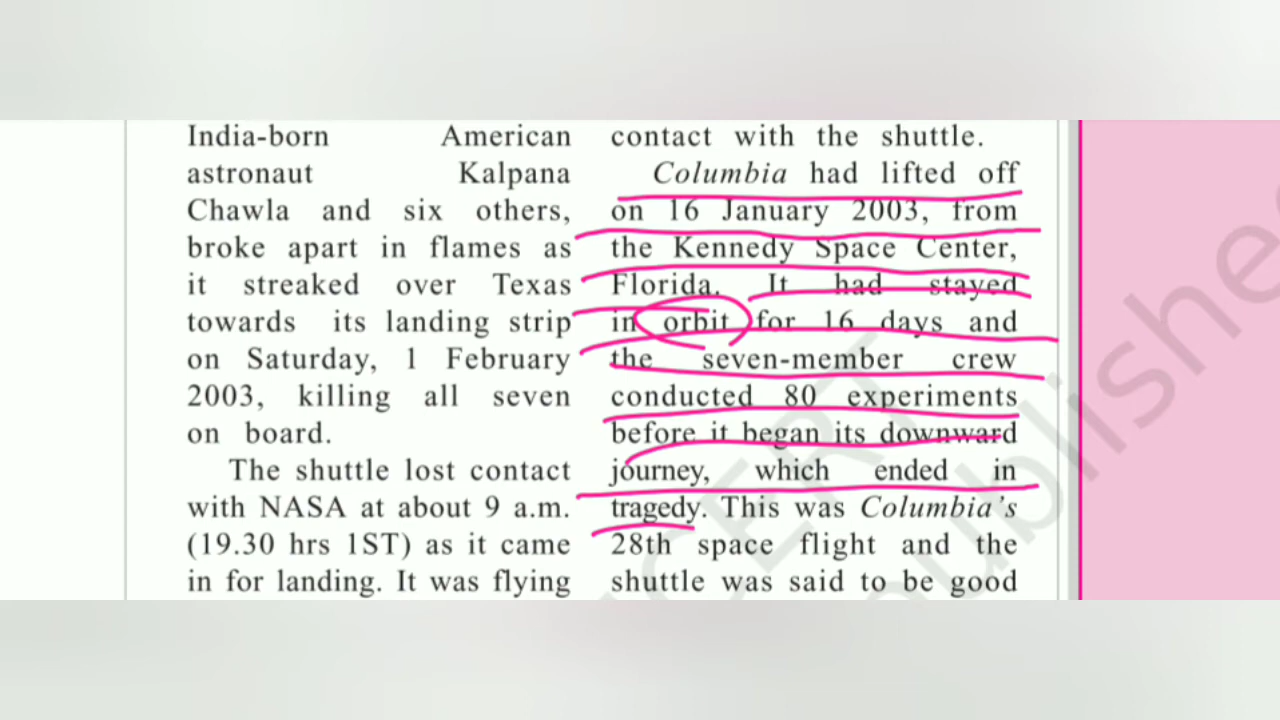 India-born American
astronaut Kalpana
Chawla and six others,
broke apart in flames as
it streaked over Texas
towards its landing strip
on Saturday, 1 February
2003, killing all seven
on board.
The shuttle lost contact
with NASA at about 9 a.m.
(19.30 hrs 1ST) as it came
in for landing. It was flying
contact with the shuttle.
Columbia had lifted off
on 16 January 2003, from
the Kennedy Space Center,
Florida. It had stayed
in orbit for 16 days and
the seven-member crew
conducted 80 experiments
before it began its downward
journey, which ended in
tragedy. This was Columbia's
28th space flight and the
shuttle was said to be good